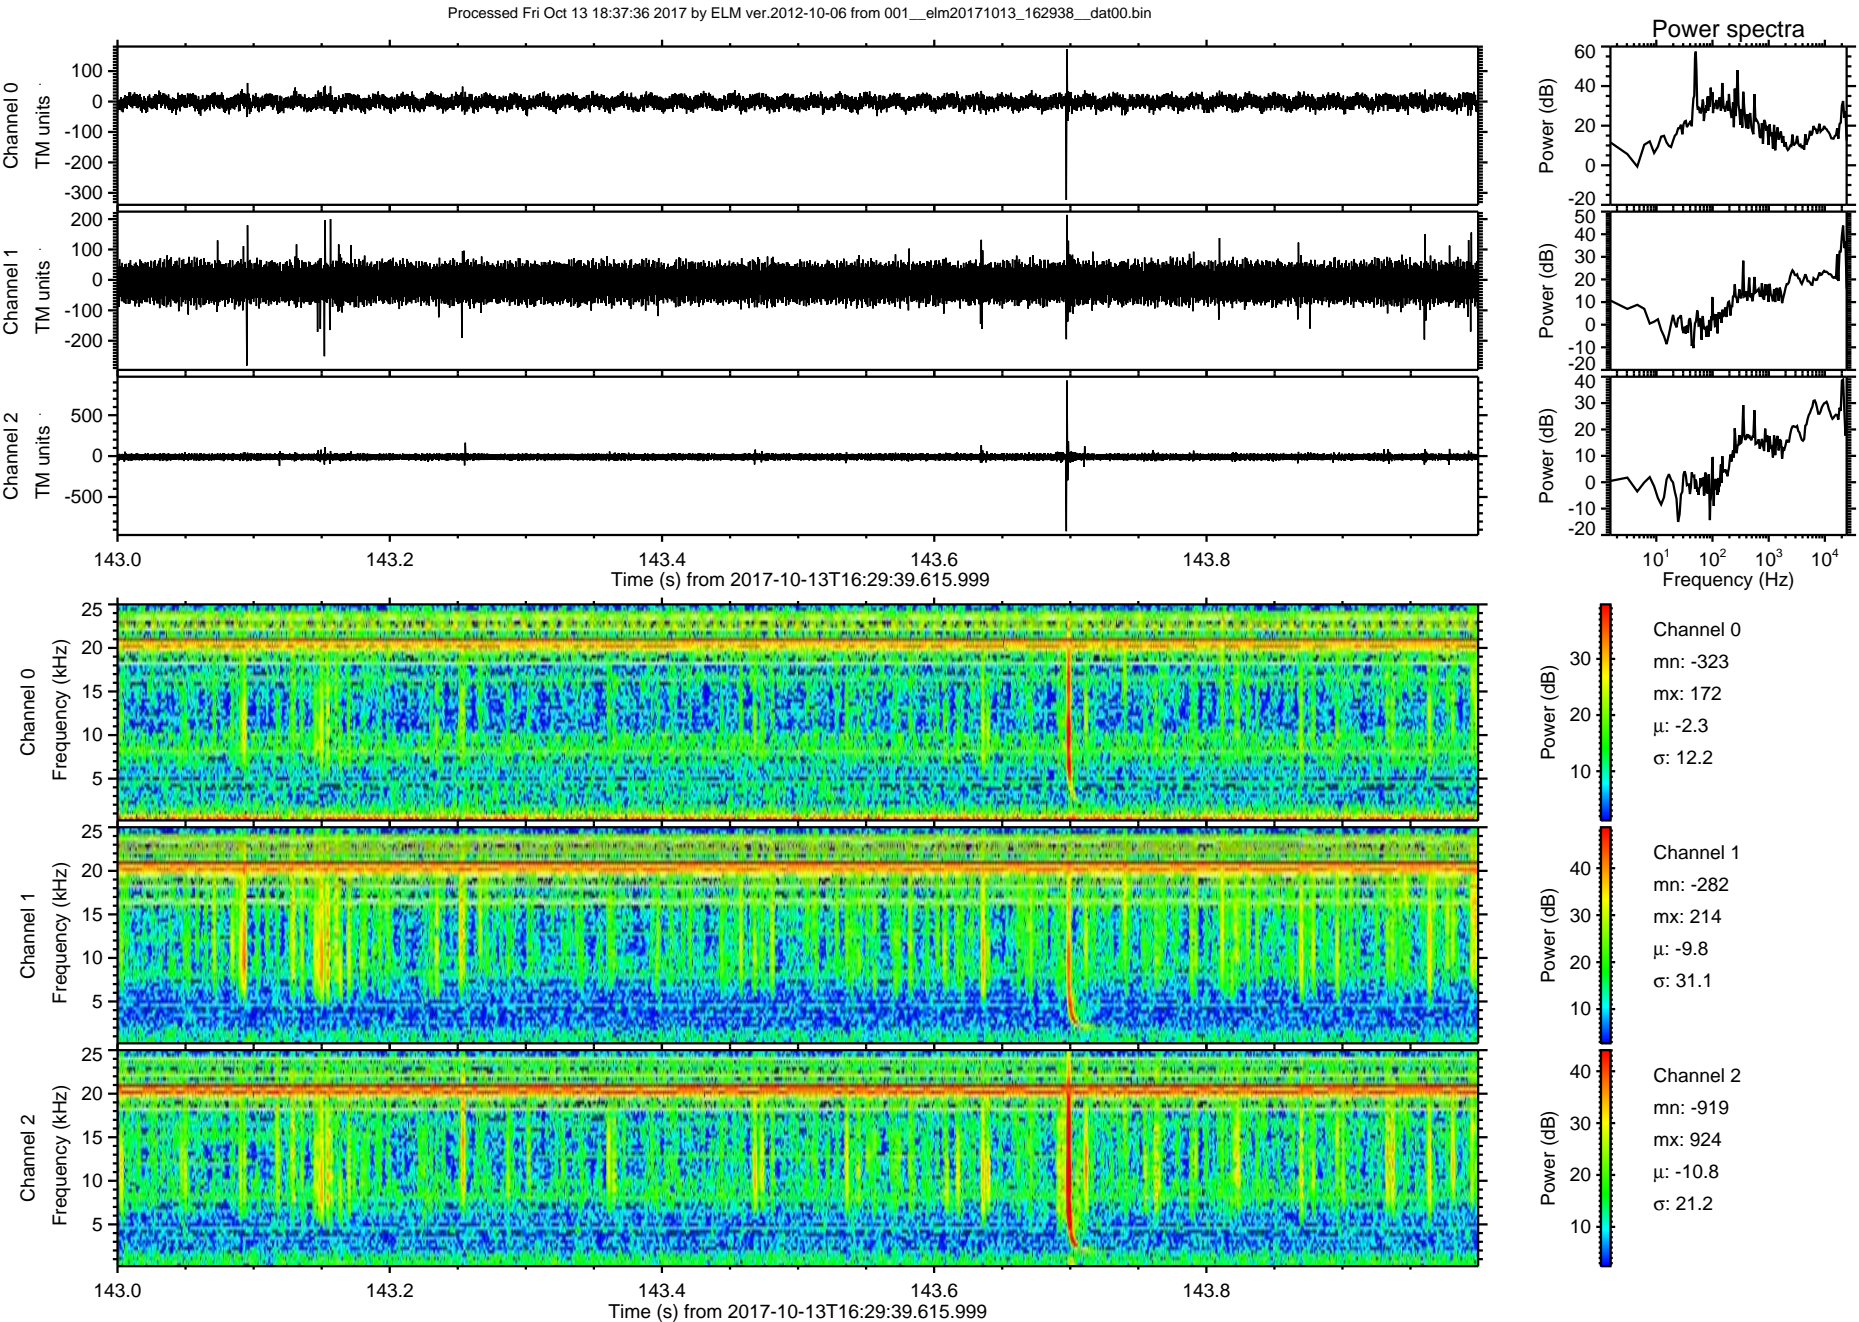 Processed Fri Oct 13 18:37:36 2017 by ELM ver.2012-10-06 from 001__elm20171013_162938__dat00.bin
Power spectra
Channel 0
TM units
100
0
-100
-200
-300
Power (dB)
60
40
20
0
-20
Channel 1
TM units
200
100
0
-100
-200
Power (dB)
50
40
30
20
10
0
-10
-20
Channel 2
TM units
500
0
-500
Power (dB)
40
30
20
10
0
-10
-20
143.0 143.2 143.4 143.6 143.8
Time (s) from 2017-10-13T16:29:39.615.999
10¹ 10² 10³ 10⁴
Frequency (Hz)
Channel 0
Frequency (kHz)
25
20
15
10
5
Power (dB)
30
20
10
Channel 0
mn: -323
mx: 172
µ: -2.3
σ: 12.2
Channel 1
Frequency (kHz)
25
20
15
10
5
Power (dB)
40
30
20
10
Channel 1
mn: -282
mx: 214
µ: -9.8
σ: 31.1
Channel 2
Frequency (kHz)
25
20
15
10
5
Power (dB)
40
30
20
10
Channel 2
mn: -919
mx: 924
µ: -10.8
σ: 21.2
143.0 143.2 143.4 143.6 143.8
Time (s) from 2017-10-13T16:29:39.615.999